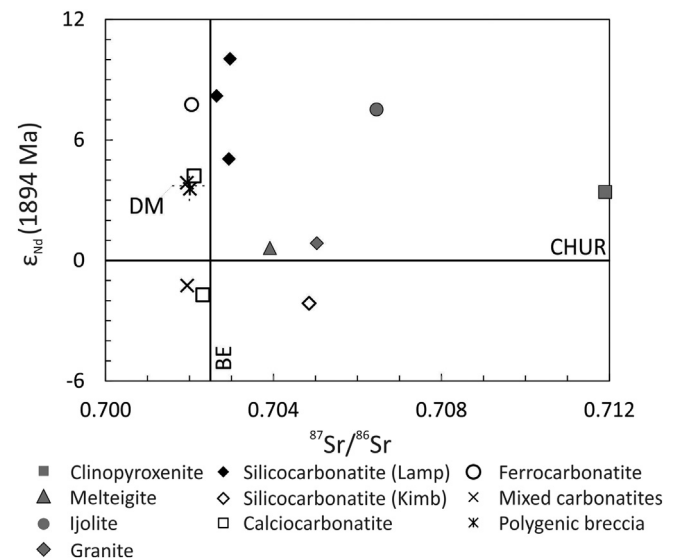 12
6
0
-6
εNd (1894 Ma)
DM
CHUR
BE
0.700 0.704 0.708 0.712
⁸⁷Sr/⁸⁶Sr
Clinopyroxenite Silicocarbonatite (Lamp) Ferrocarbonatite
Melteigite Silicocarbonatite (Kimb) Mixed carbonatites
Ijolite Calciocarbonatite Polygenic breccia
Granite